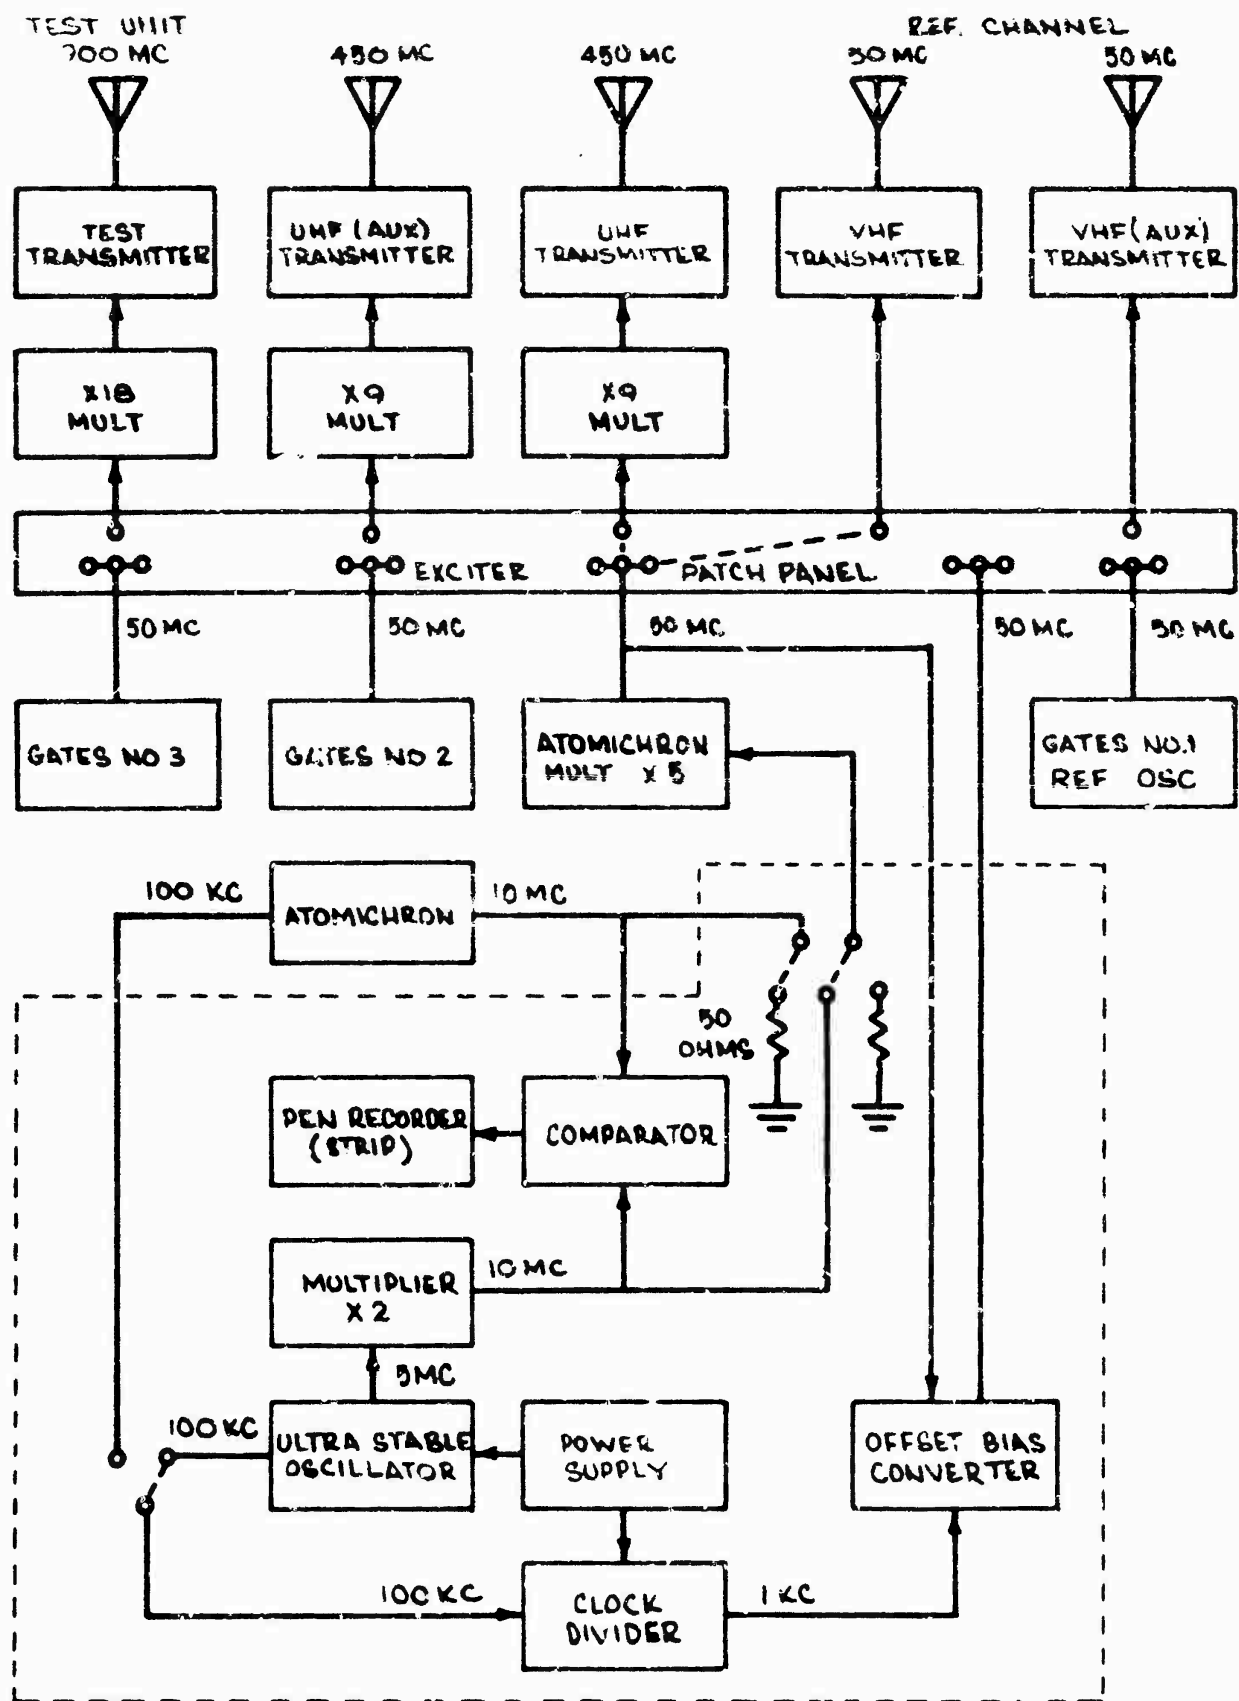 TEST UNIT
REF. CHANNEL
900 MC
450 MC
450 MC
50 MC
50 MC
TEST
TRANSMITTER
UHF (AUX)
TRANSMITTER
UHF
TRANSMITTER
VHF
TRANSMITTER
VHF (AUX)
TRANSMITTER
X18
MULT
X9
MULT
X9
MULT
EXCITER
PATCH PANEL
50 MC
50 MC
50 MC
50 MC
50 MC
GATES NO 3
GATES NO 2
ATOMICHRON
MULT X 5
GATES NO.1
REF OSC
100 KC
ATOMICHRON
10 MC
50
OHMS
PEN RECORDER
(STRIP)
COMPARATOR
MULTIPLIER
X 2
10 MC
5 MC
100 KC
ULTRA STABLE
OSCILLATOR
POWER
SUPPLY
OFFSET BIAS
CONVERTER
100 KC
CLOCK
DIVIDER
1 KC